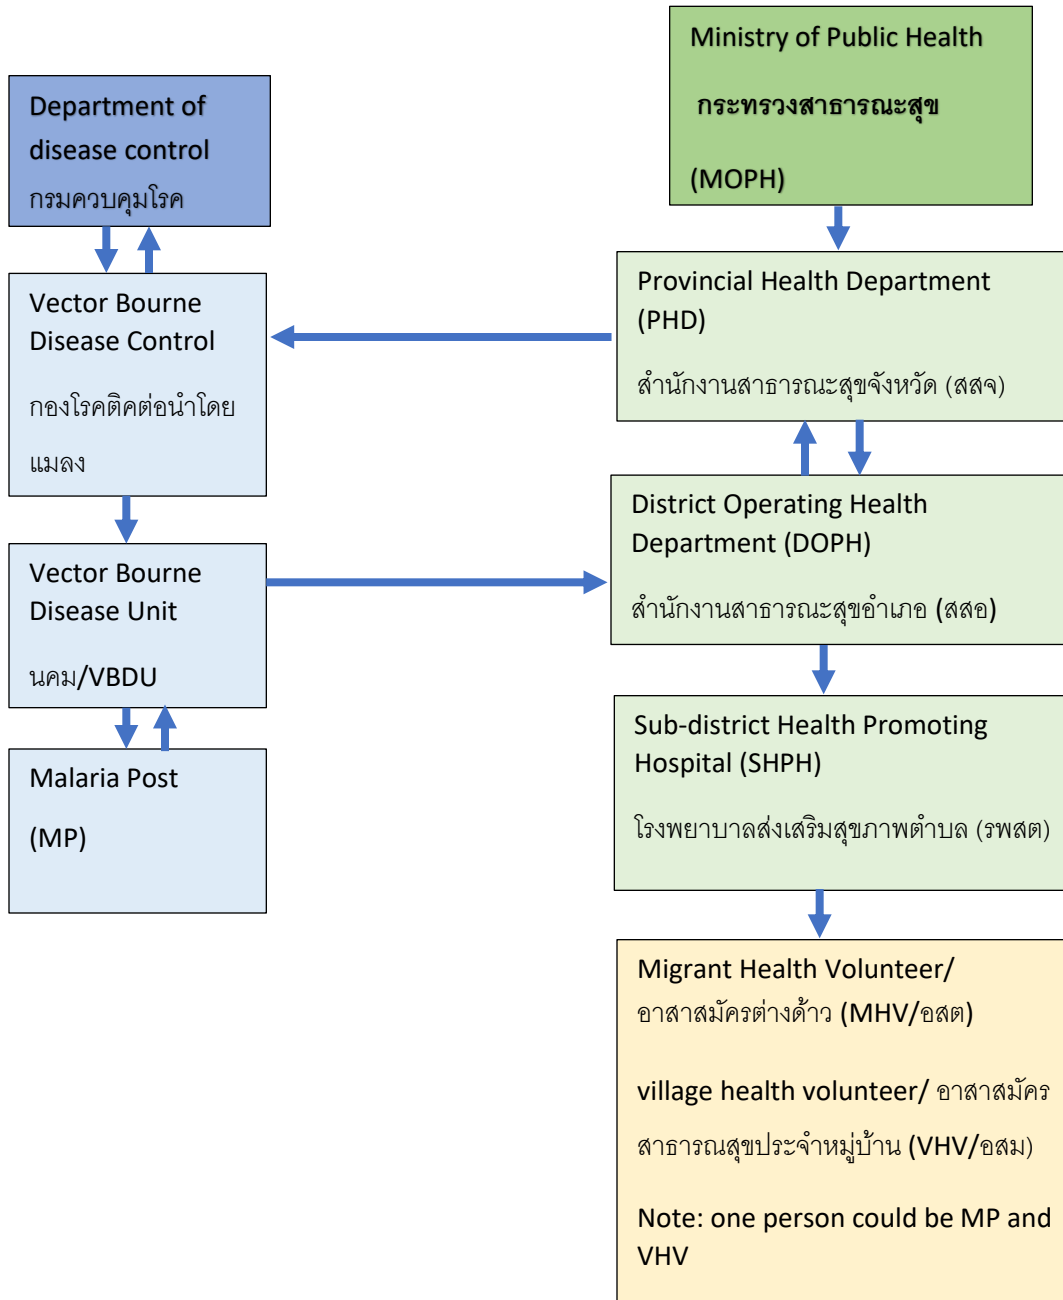 Department of
disease control
กรมควบคุมโรค
Vector Bourne
Disease Control
กองโรคติดต่อนำโดย
แมลง
Vector Bourne
Disease Unit
นคม/VBDU
Malaria Post
(MP)
Ministry of Public Health
กระทรวงสาธารณะสุข
(MOPH)
Provincial Health Department
(PHD)
สำนักงานสาธารณะสุขจังหวัด (สสจ)
District Operating Health
Department (DOPH)
สำนักงานสาธารณะสุขอำเภอ (สสอ)
Sub-district Health Promoting
Hospital (SHPH)
โรงพยาบาลส่งเสริมสุขภาพตำบล (รพสต)
Migrant Health Volunteer/
อาสาสมัครต่างด้าว (MHV/อสต)
village health volunteer/ อาสาสมัคร
สาธารณสุขประจำหมู่บ้าน (VHV/อสม)
Note: one person could be MP and
VHV